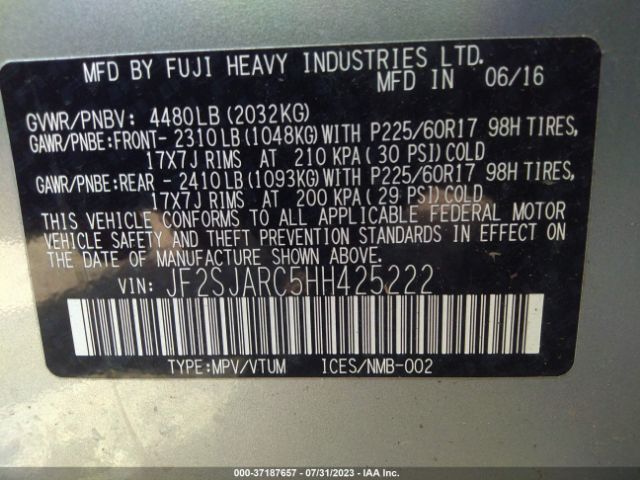 MFD BY FUJI HEAVY INDUSTRIES LTD.
MFD IN 06/16
GVWR/PNBV: 4480LB (2032KG)
GAWR/PNBE:FRONT- 2310LB(1048KG)WITH P225/60R17 98H TIRES,
17X7J RIMS AT 210 KPA( 30 PSI)COLD
GAWR/PNBE:REAR - 2410LB(1093KG)WITH P225/60R17 98H TIRES,
17X7J RIMS AT 200 KPA( 29 PSI)COLD
THIS VEHICLE CONFORMS TO ALL APPLICABLE FEDERAL MOTOR
VEHICLE SAFETY AND THEFT PREVENTION STANDARDS IN EFFECT ON
THE DATE OF MANUFACTURE SHOWN ABOVE.
VIN: JF2SJARC5HH425222
TYPE:MPV/VTUM ICES/NMB-002
000-37187657 - 07/31/2023 - IAA Inc.